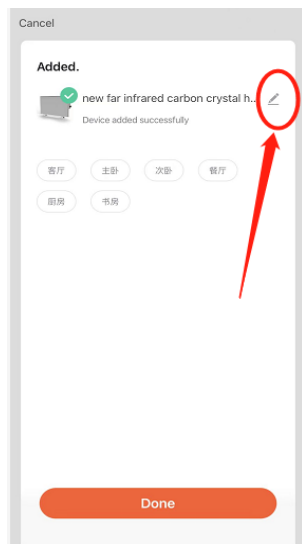 Cancel
Added.
new far infrared carbon crystal h..
Device added successfully
客厅 主卧 次卧 餐厅
厨房 书房
Done